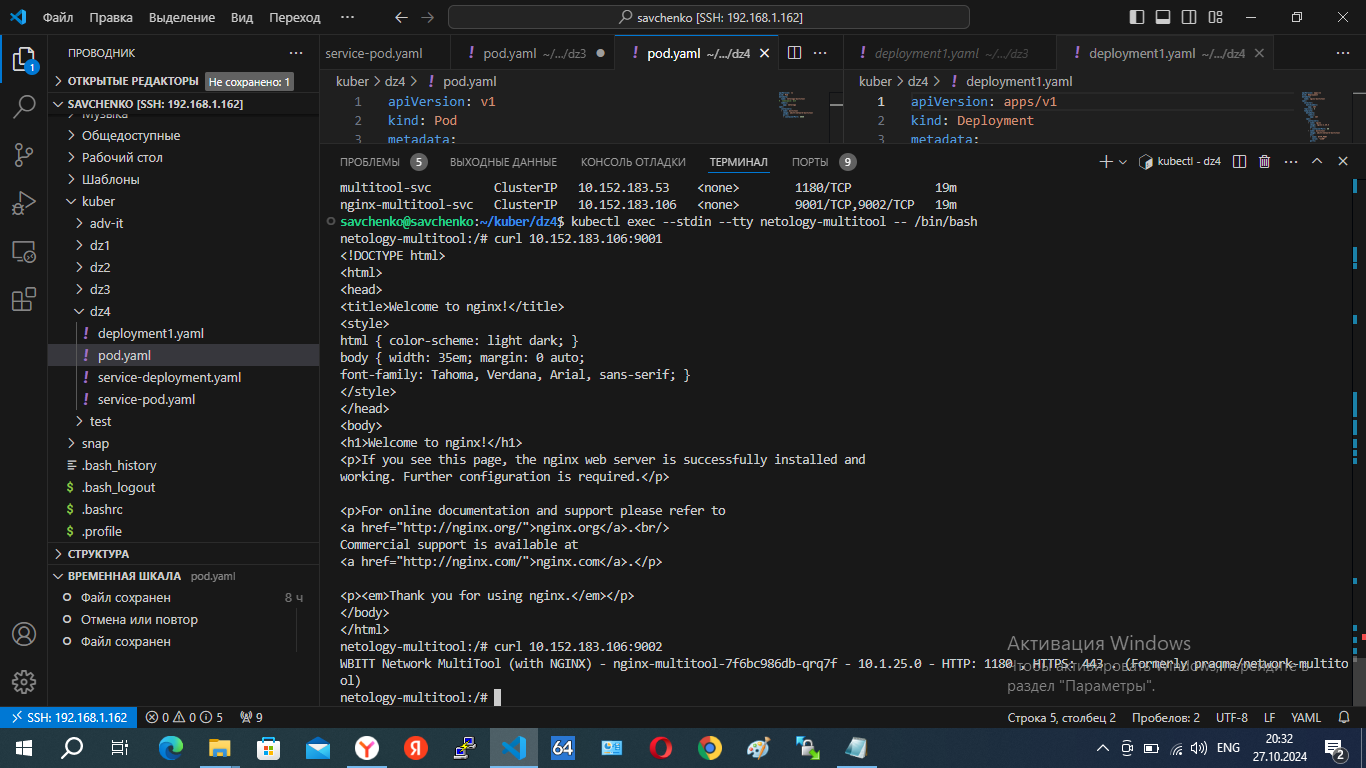 Файл Правка Выделение Вид Переход ··· savchenko [SSH: 192.168.1.162]
ПРОВОДНИК ···
ОТКРЫТЫЕ РЕДАКТОРЫ Не сохранено: 1
SAVCHENKO [SSH: 192.168.1.162]
Музыка
Общедоступные
Рабочий стол
Шаблоны
kuber
adv-it
dz1
dz2
dz3
dz4
! deployment1.yaml
! pod.yaml
! service-deployment.yaml
! service-pod.yaml
test
snap
.bash_history
$ .bash_logout
$ .bashrc
$ .profile
СТРУКТУРА
ВРЕМЕННАЯ ШКАЛА pod.yaml
Файл сохранен 8 ч
Отмена или повтор
Файл сохранен
1
service-pod.yaml ! pod.yaml ~/.../dz3 ! pod.yaml ~/.../dz4 ···
kuber > dz4 > ! pod.yaml
1 apiVersion: v1
2 kind: Pod
3 metadata:
! deployment1.yaml ~/.../dz3 ! deployment1.yaml ~/.../dz4 ···
kuber > dz4 > ! deployment1.yaml
1 apiVersion: apps/v1
2 kind: Deployment
3 metadata:
ПРОБЛЕМЫ 5 ВЫХОДНЫЕ ДАННЫЕ КОНСОЛЬ ОТЛАДКИ ТЕРМИНАЛ ПОРТЫ 9 kubectl - dz4 ···
multitool-svc ClusterIP 10.152.183.53 <none> 1180/TCP 19m
nginx-multitool-svc ClusterIP 10.152.183.106 <none> 9001/TCP,9002/TCP 19m
savchenko@savchenko:~/kuber/dz4$ kubectl exec --stdin --tty netology-multitool -- /bin/bash
netology-multitool:/# curl 10.152.183.106:9001
<!DOCTYPE html>
<html>
<head>
<title>Welcome to nginx!</title>
<style>
html { color-scheme: light dark; }
body { width: 35em; margin: 0 auto;
font-family: Tahoma, Verdana, Arial, sans-serif; }
</style>
</head>
<body>
<h1>Welcome to nginx!</h1>
<p>If you see this page, the nginx web server is successfully installed and
working. Further configuration is required.</p>
<p>For online documentation and support please refer to
<a href="http://nginx.org/">nginx.org</a>.<br/>
Commercial support is available at
<a href="http://nginx.com/">nginx.com</a>.</p>
<p><em>Thank you for using nginx.</em></p>
</body>
</html>
netology-multitool:/# curl 10.152.183.106:9002
WBITT Network MultiTool (with NGINX) - nginx-multitool-7f6bc986db-qrq7f - 10.1.25.0 - HTTP: 1180 , HTTPS: 443 . (Formerly praqma/network-multito
ol)
netology-multitool:/#
Активация Windows
Чтобы активировать Windows, перейдите в
раздел "Параметры".
SSH: 192.168.1.162 0 0 5 9 Строка 5, столбец 2 Пробелов: 2 UTF-8 LF YAML
64 ENG 20:32
27.10.2024 2